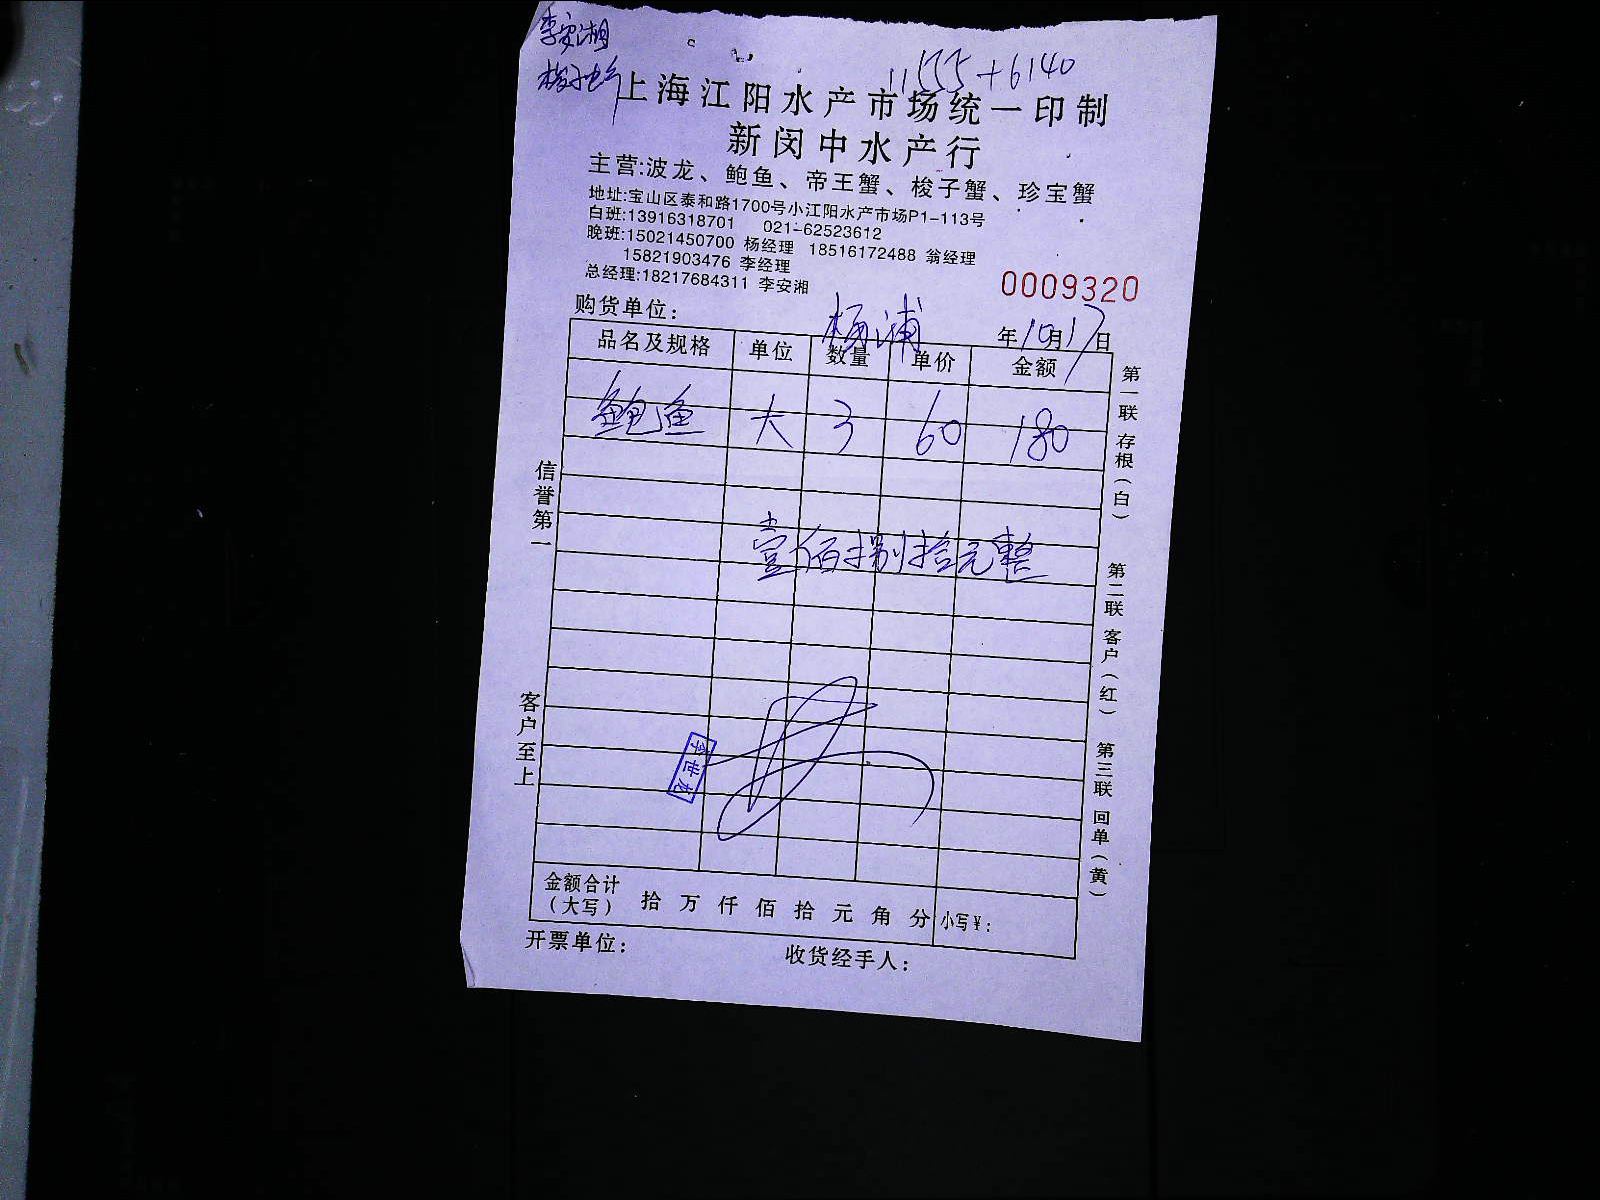 李安湘
梭子蟹
11555+6140
上海江阳水产市场统一印制
新闵中水产行
主营:波龙、鲍鱼、帝王蟹、梭子蟹、珍宝蟹
地址:宝山区泰和路1700号小江阳水产市场P1-113号
白班:13916318701 021-62523612
晚班:15021450700 杨经理 18516172488 翁经理
15821903476 李经理
总经理:18217684311 李安湘
0009320
购货单位: 杨浦 年10月17日
品名及规格 单位 数量 单价 金额
鲍鱼 大 3 60 180
壹佰捌拾元整
信誉第一
客户至上
第一联 存根(白)
第二联 客户(红)
第三联 回单(黄)
金额合计
(大写) 拾 万 仟 佰 拾 元 角 分 小写¥:
开票单位: 收货经手人: